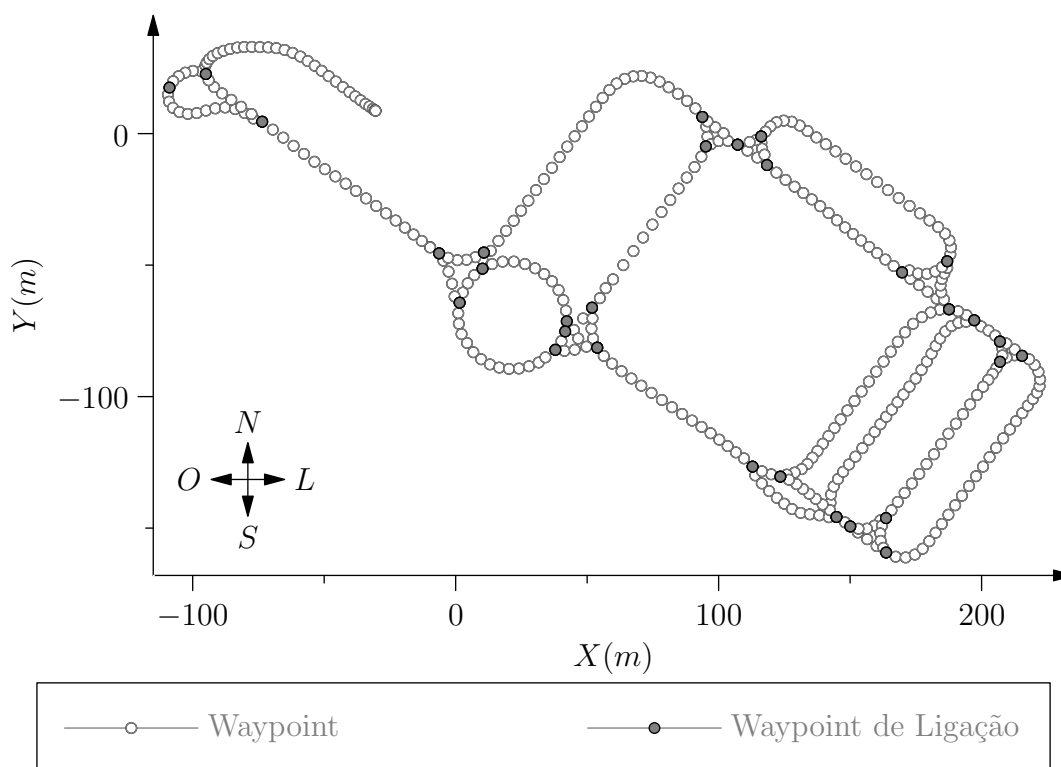 0
−100
Y(m)
N
O L
S
−100 0 100 200
X(m)
Waypoint Waypoint de Ligação